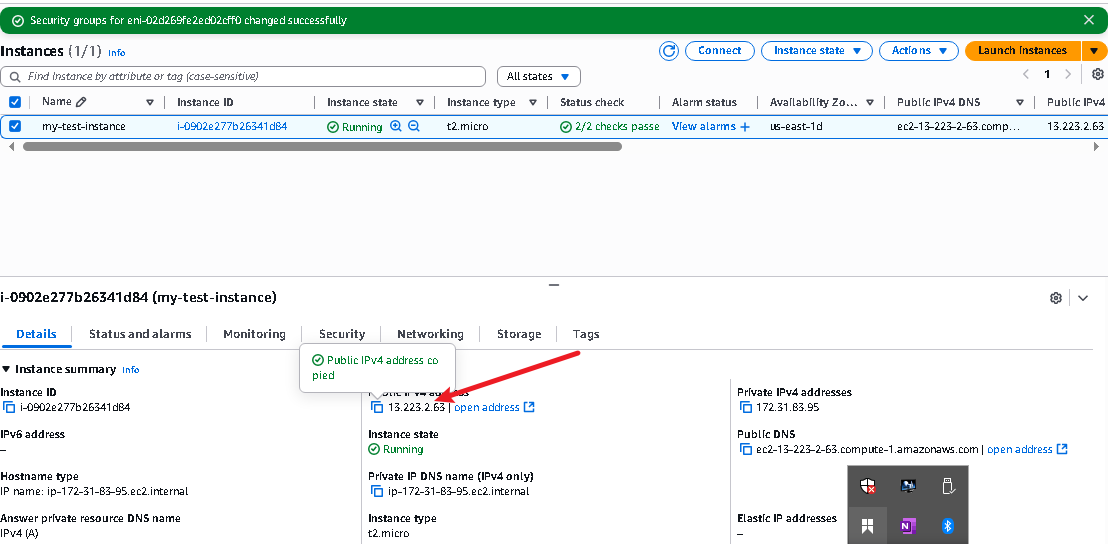 Security groups for eni-02d269fe2ed02cff0 changed successfully
Instances (1/1) Info
Connect
Instance state
Actions
Launch instances
Find Instance by attribute or tag (case-sensitive)
All states
1
Name
Instance ID
Instance state
Instance type
Status check
Alarm status
Availability Zo...
Public IPv4 DNS
Public IPv4
my-test-instance
i-0902e277b26341d84
Running
t2.micro
2/2 checks passe
View alarms +
us-east-1d
ec2-13-223-2-63.comp...
13.223.2.63
i-0902e277b26341d84 (my-test-instance)
Details
Status and alarms
Monitoring
Security
Networking
Storage
Tags
Public IPv4 address co
pied
Instance summary Info
Instance ID
i-0902e277b26341d84
Public IPv4 address
13.223.2.63 | open address
Private IPv4 addresses
172.31.83.95
IPv6 address
–
Instance state
Running
Public DNS
ec2-13-223-2-63.compute-1.amazonaws.com | open address
Hostname type
IP name: ip-172-31-83-95.ec2.internal
Private IP DNS name (IPv4 only)
ip-172-31-83-95.ec2.internal
Answer private resource DNS name
IPv4 (A)
Instance type
t2.micro
Elastic IP addresses
–